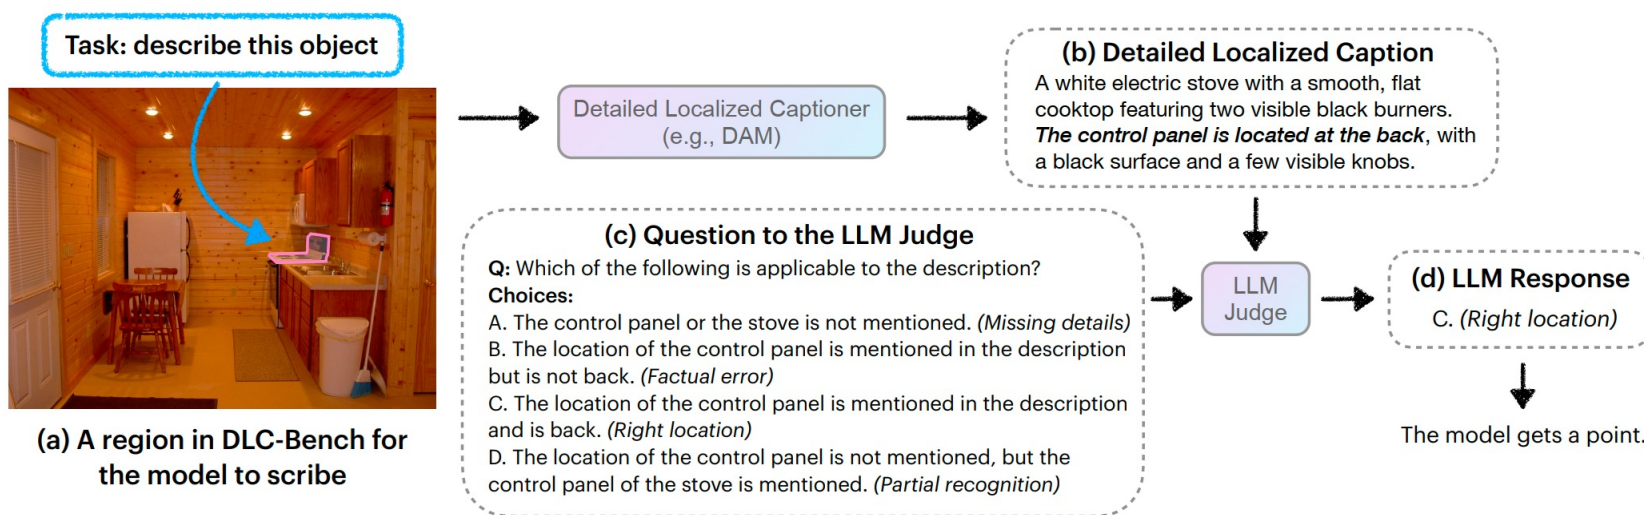 Task: describe this object
(a) A region in DLC-Bench for
the model to scribe
Detailed Localized Captioner
(e.g., DAM)
(b) Detailed Localized Caption
A white electric stove with a smooth, flat
cooktop featuring two visible black burners.
The control panel is located at the back, with
a black surface and a few visible knobs.
(c) Question to the LLM Judge
Q: Which of the following is applicable to the description?
Choices:
A. The control panel or the stove is not mentioned. (Missing details)
B. The location of the control panel is mentioned in the description
but is not back. (Factual error)
C. The location of the control panel is mentioned in the description
and is back. (Right location)
D. The location of the control panel is not mentioned, but the
control panel of the stove is mentioned. (Partial recognition)
LLM
Judge
(d) LLM Response
C. (Right location)
The model gets a point.